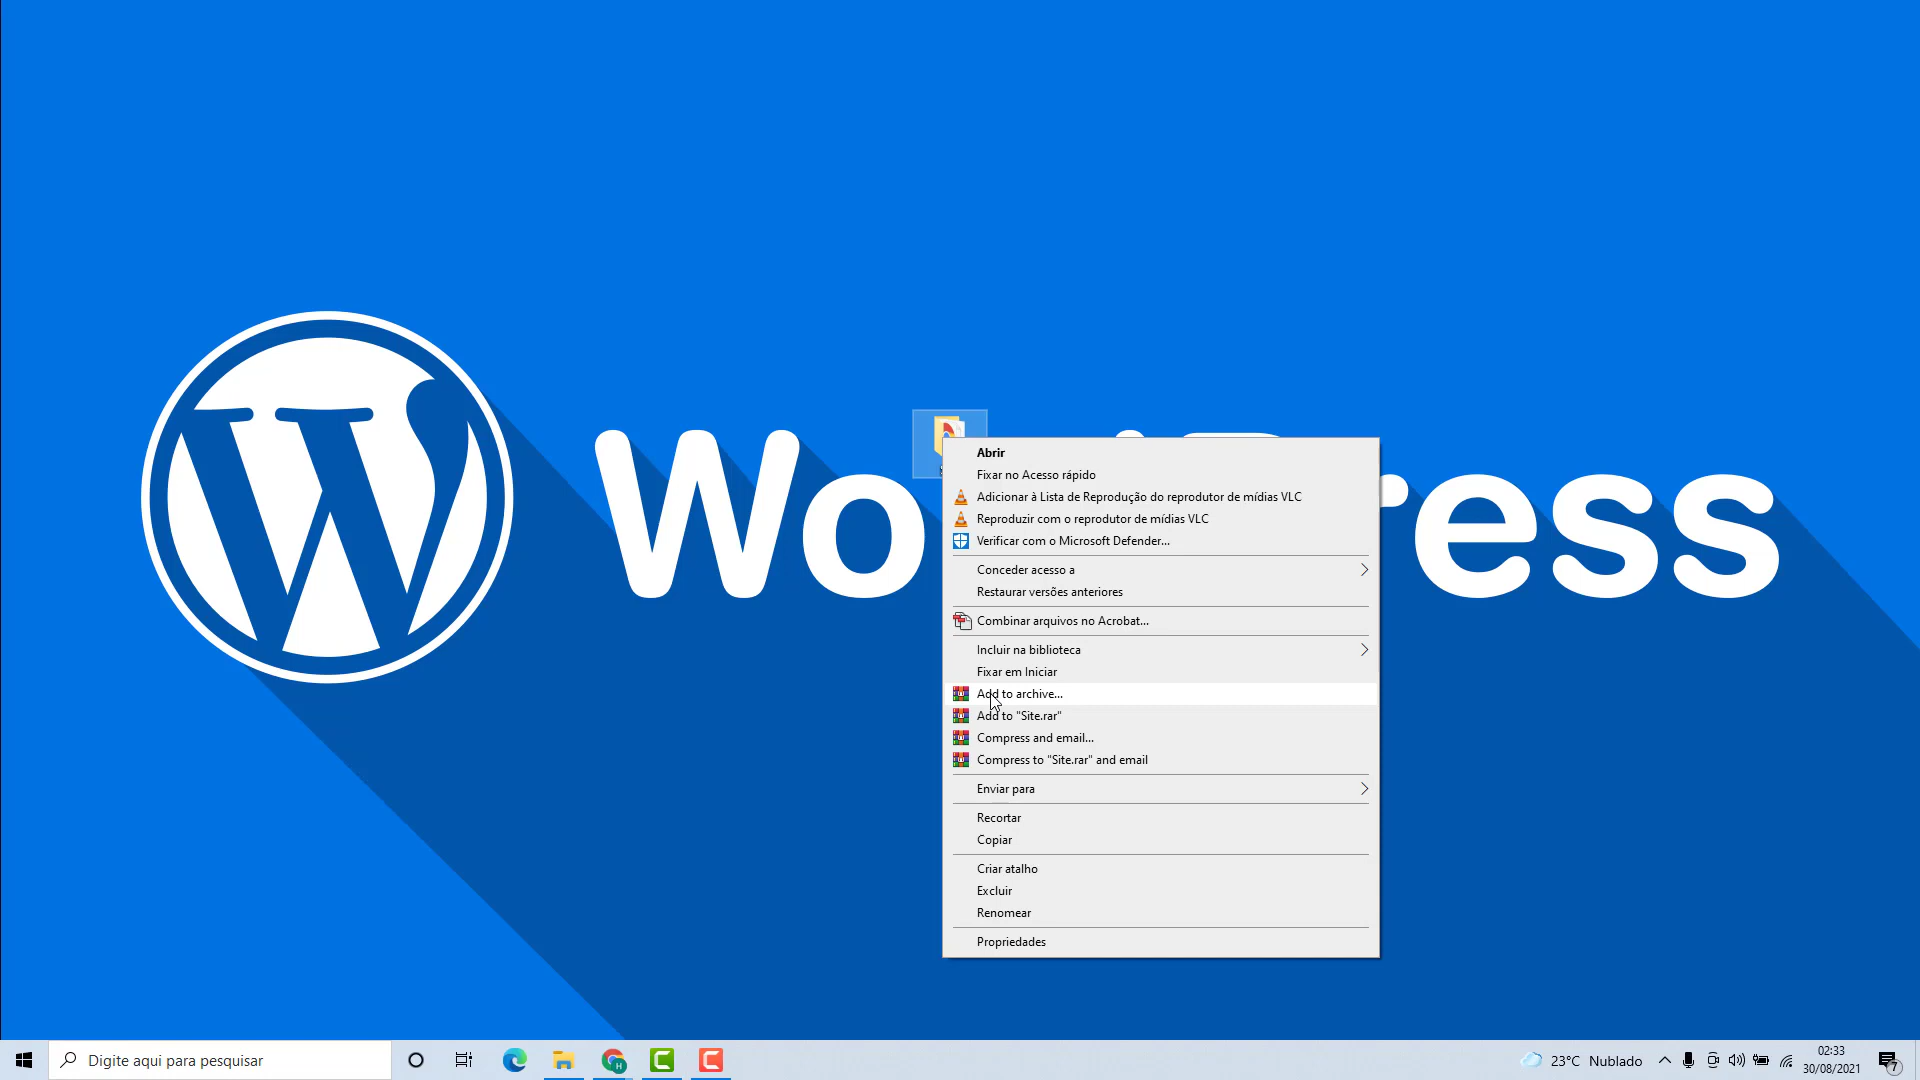 Wo
ress
Abrir
Fixar no Acesso rápido
Adicionar à Lista de Reprodução do reprodutor de mídias VLC
Reproduzir com o reprodutor de mídias VLC
Verificar com o Microsoft Defender...
Conceder acesso a
Restaurar versões anteriores
Combinar arquivos no Acrobat...
Incluir na biblioteca
Fixar em Iniciar
Add to archive...
Add to "Site.rar"
Compress and email...
Compress to "Site.rar" and email
Enviar para
Recortar
Copiar
Criar atalho
Excluir
Renomear
Propriedades
Digite aqui para pesquisar
23°C Nublado
02:33
30/08/2021
7